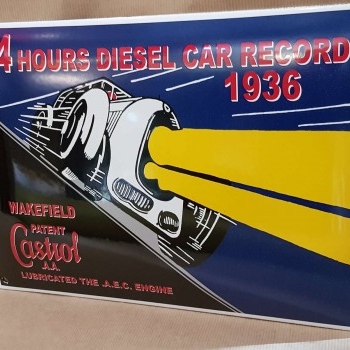 4 HOURS DIESEL CAR RECORD
1936
WAKEFIELD
PATENT
Castrol
A.A.
LUBRICATED THE .A.E.C. ENGINE